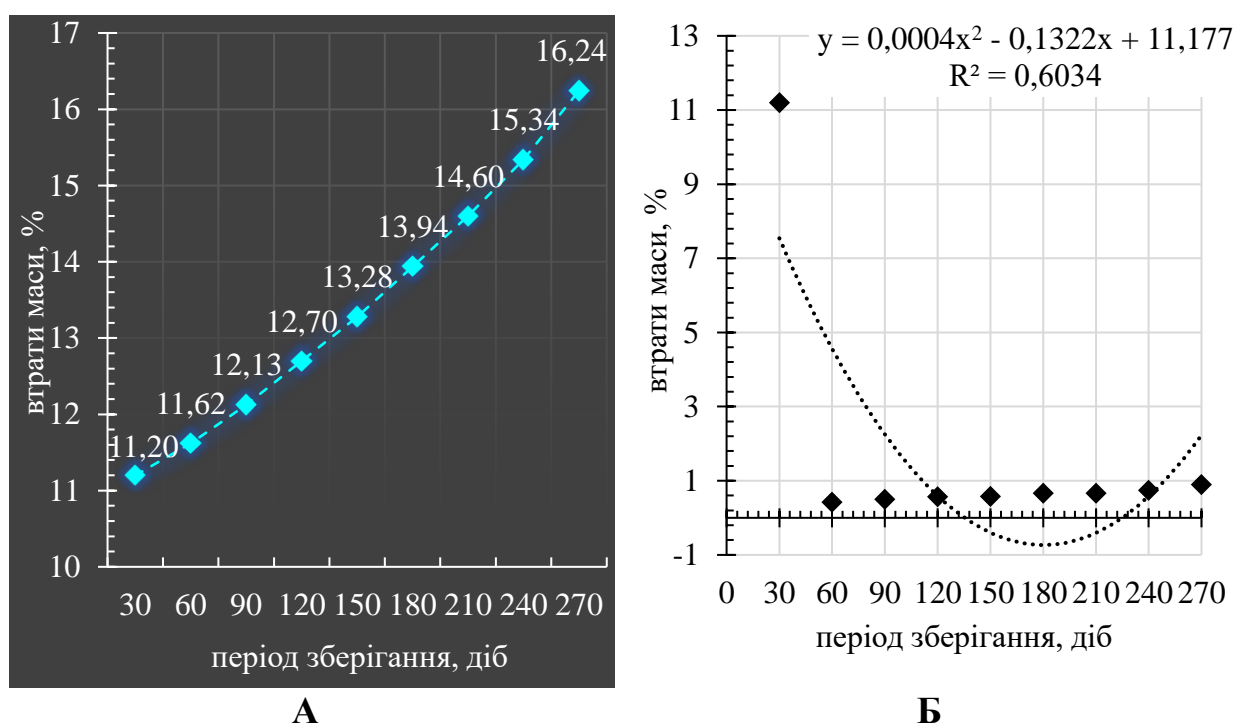 17
16
15
14
13
12
11
10
втрати маси, %
11,20
11,62
12,13
12,70
13,28
13,94
14,60
15,34
16,24
30 60 90 120 150 180 210 240 270
період зберігання, діб
А
y = 0,0004x² - 0,1322x + 11,177
R² = 0,6034
13
11
9
7
5
3
1
-1
втрати маси, %
0 30 60 90 120 150 180 210 240 270
період зберігання, діб
Б